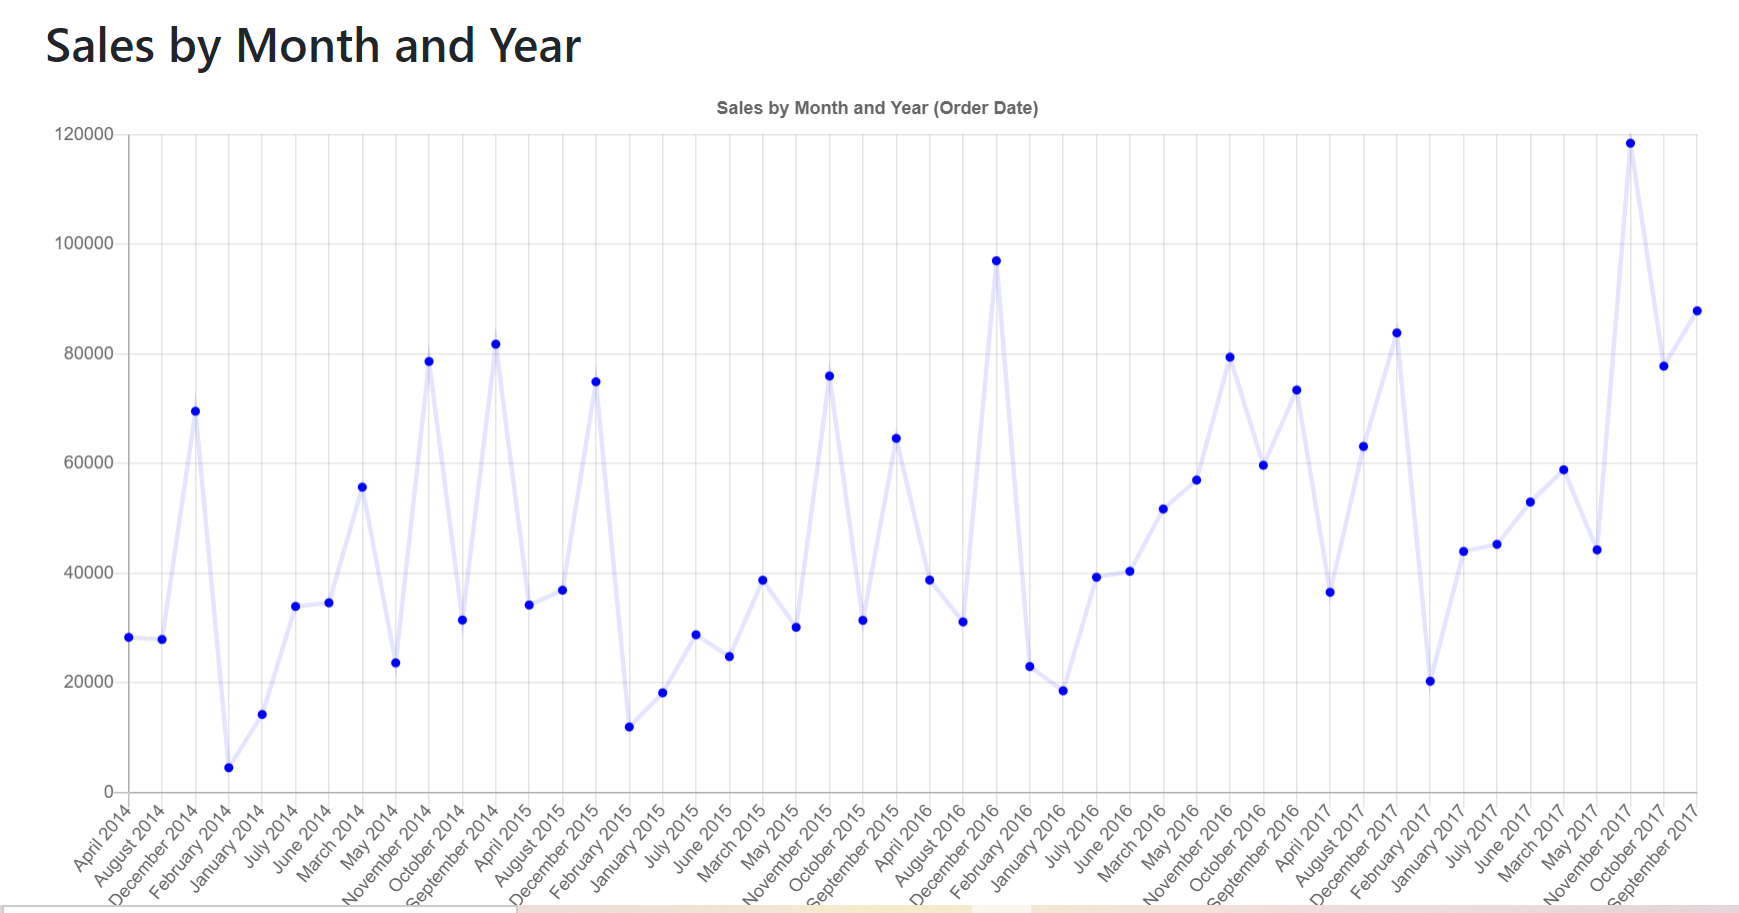 Sales by Month and Year
Sales by Month and Year (Order Date)
120000
100000
80000
60000
40000
20000
0
April 2014
August 2014
December 2014
February 2014
January 2014
July 2014
June 2014
March 2014
May 2014
November 2014
October 2014
September 2014
April 2015
August 2015
December 2015
February 2015
January 2015
July 2015
June 2015
March 2015
May 2015
November 2015
October 2015
September 2015
April 2016
August 2016
December 2016
February 2016
January 2016
July 2016
June 2016
March 2016
May 2016
November 2016
October 2016
September 2016
April 2017
August 2017
December 2017
February 2017
January 2017
July 2017
June 2017
March 2017
May 2017
November 2017
October 2017
September 2017